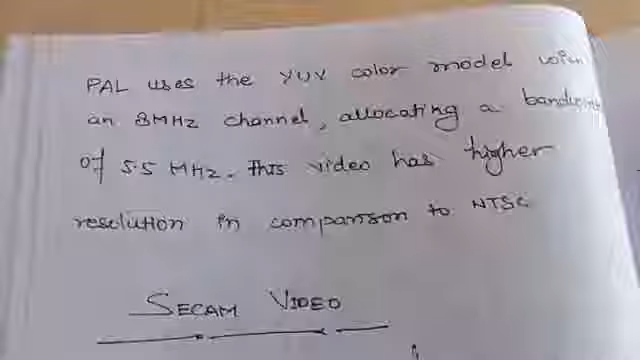 PAL uses the YUV color model with
an 8MHz channel, allocating a
of 5.5 MHz. This video has higher
resolution in comparison to NTSC
SECAM VIDEO